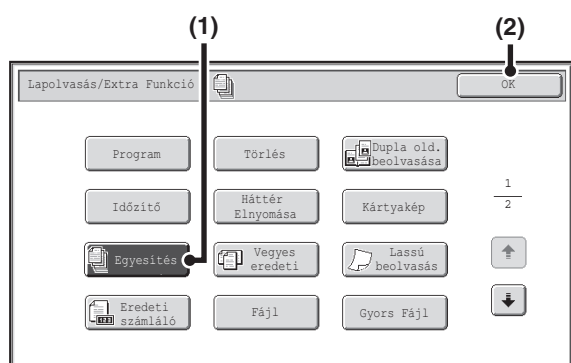 (1)
(2)
Lapolvasás/Extra Funkció
OK
Program
Törlés
Dupla old.
beolvasása
Időzítő
Háttér
Elnyomása
Kártyakép
1
2
Egyesítés
Vegyes
eredeti
Lassú
beolvasás
Eredeti
számláló
123
Fájl
Gyors Fájl